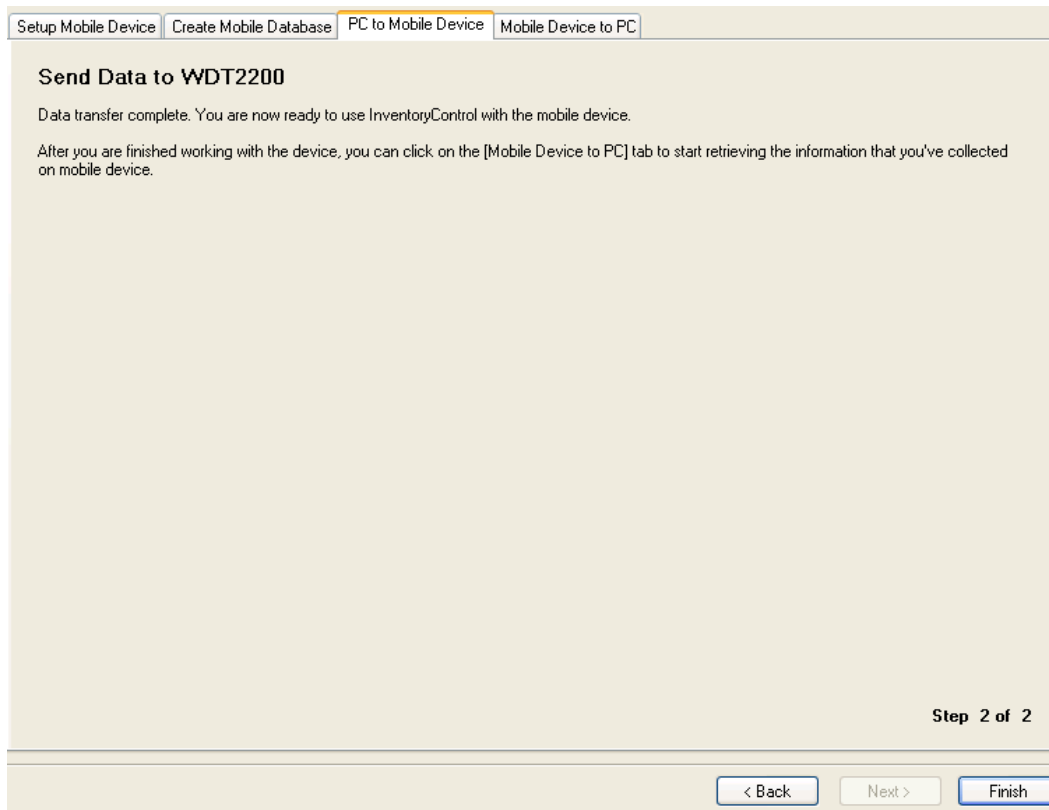 Setup Mobile Device Create Mobile Database PC to Mobile Device Mobile Device to PC
Send Data to WDT2200
Data transfer complete. You are now ready to use InventoryControl with the mobile device.
After you are finished working with the device, you can click on the [Mobile Device to PC] tab to start retrieving the information that you've collected
on mobile device.
Step 2 of 2
< Back Next > Finish